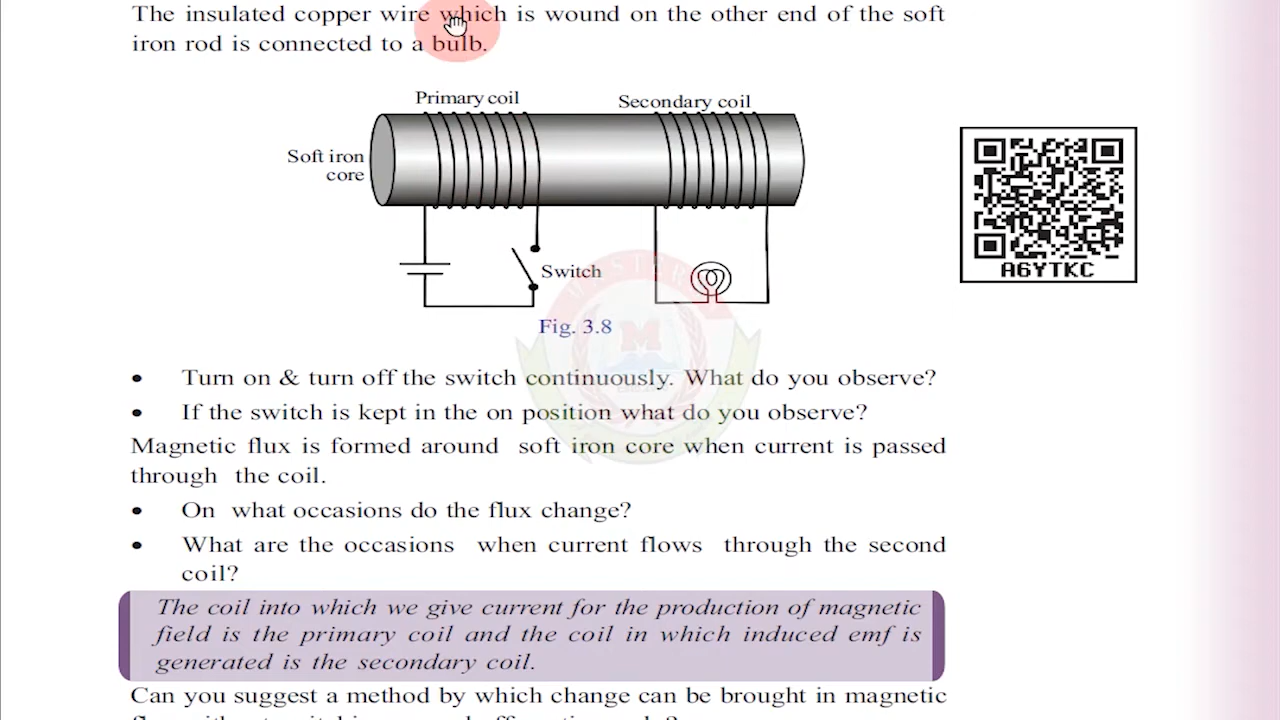 The insulated copper wire which is wound on the other end of the soft
iron rod is connected to a bulb.
Primary coil
Secondary coil
Soft iron
core
Switch
Fig. 3.8
A6YTKC
• Turn on & turn off the switch continuously. What do you observe?
• If the switch is kept in the on position what do you observe?
Magnetic flux is formed around soft iron core when current is passed
through the coil.
• On what occasions do the flux change?
• What are the occasions when current flows through the second
coil?
The coil into which we give current for the production of magnetic
field is the primary coil and the coil in which induced emf is
generated is the secondary coil.
Can you suggest a method by which change can be brought in magnetic